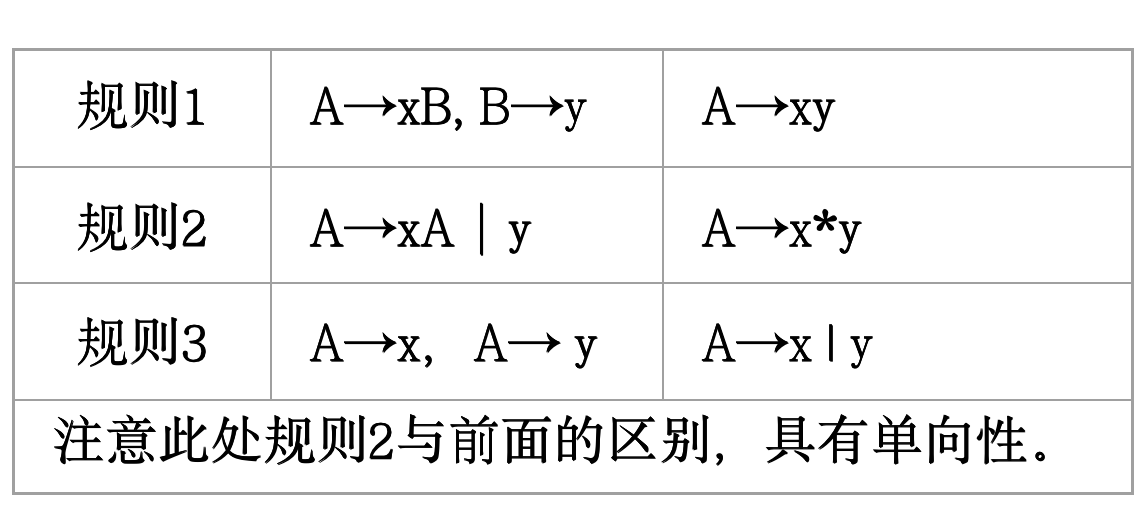 规则1 A→xB, B→y A→xy
规则2 A→xA | y A→x*y
规则3 A→x, A→ y A→x|y
注意此处规则2与前面的区别，具有单向性。